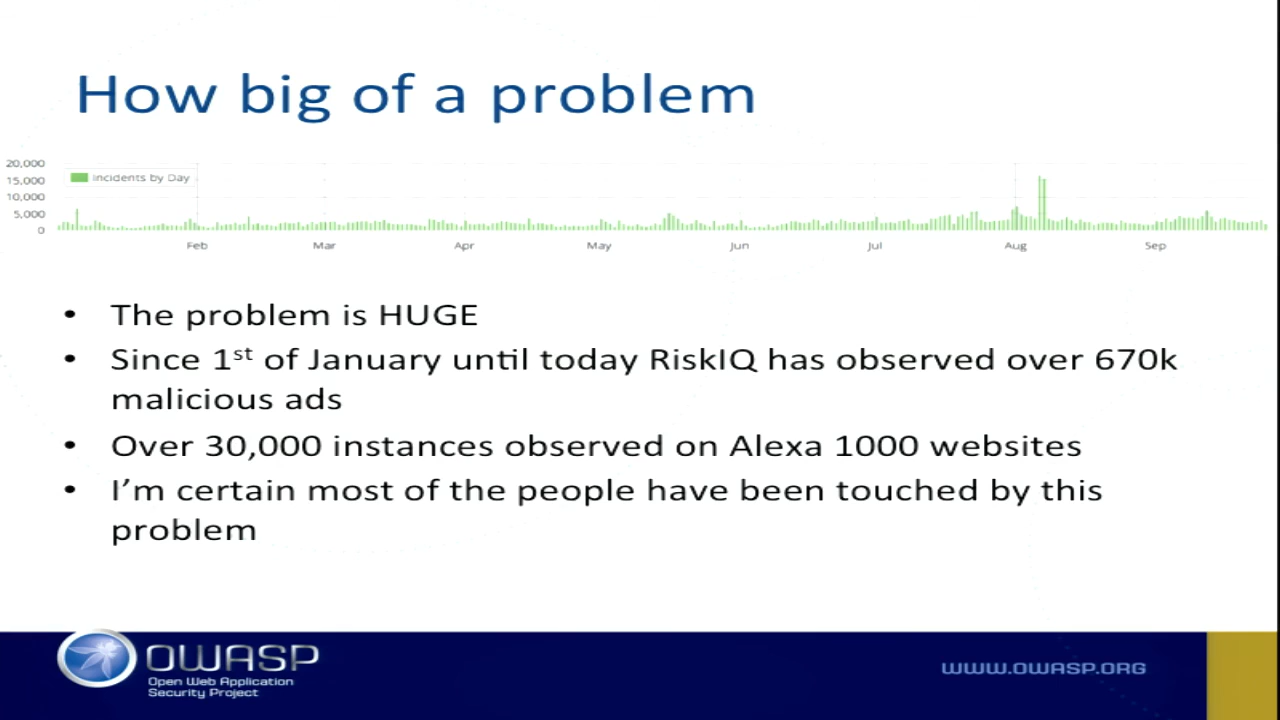 How big of a problem
20,000
15,000
10,000
5,000
0
Incidents by Day
Feb Mar Apr May Jun Jul Aug Sep
• The problem is HUGE
• Since 1st of January until today RiskIQ has observed over 670k
malicious ads
• Over 30,000 instances observed on Alexa 1000 websites
• I’m certain most of the people have been touched by this
problem
OWASP
Open Web Application
Security Project
WWW.OWASP.ORG